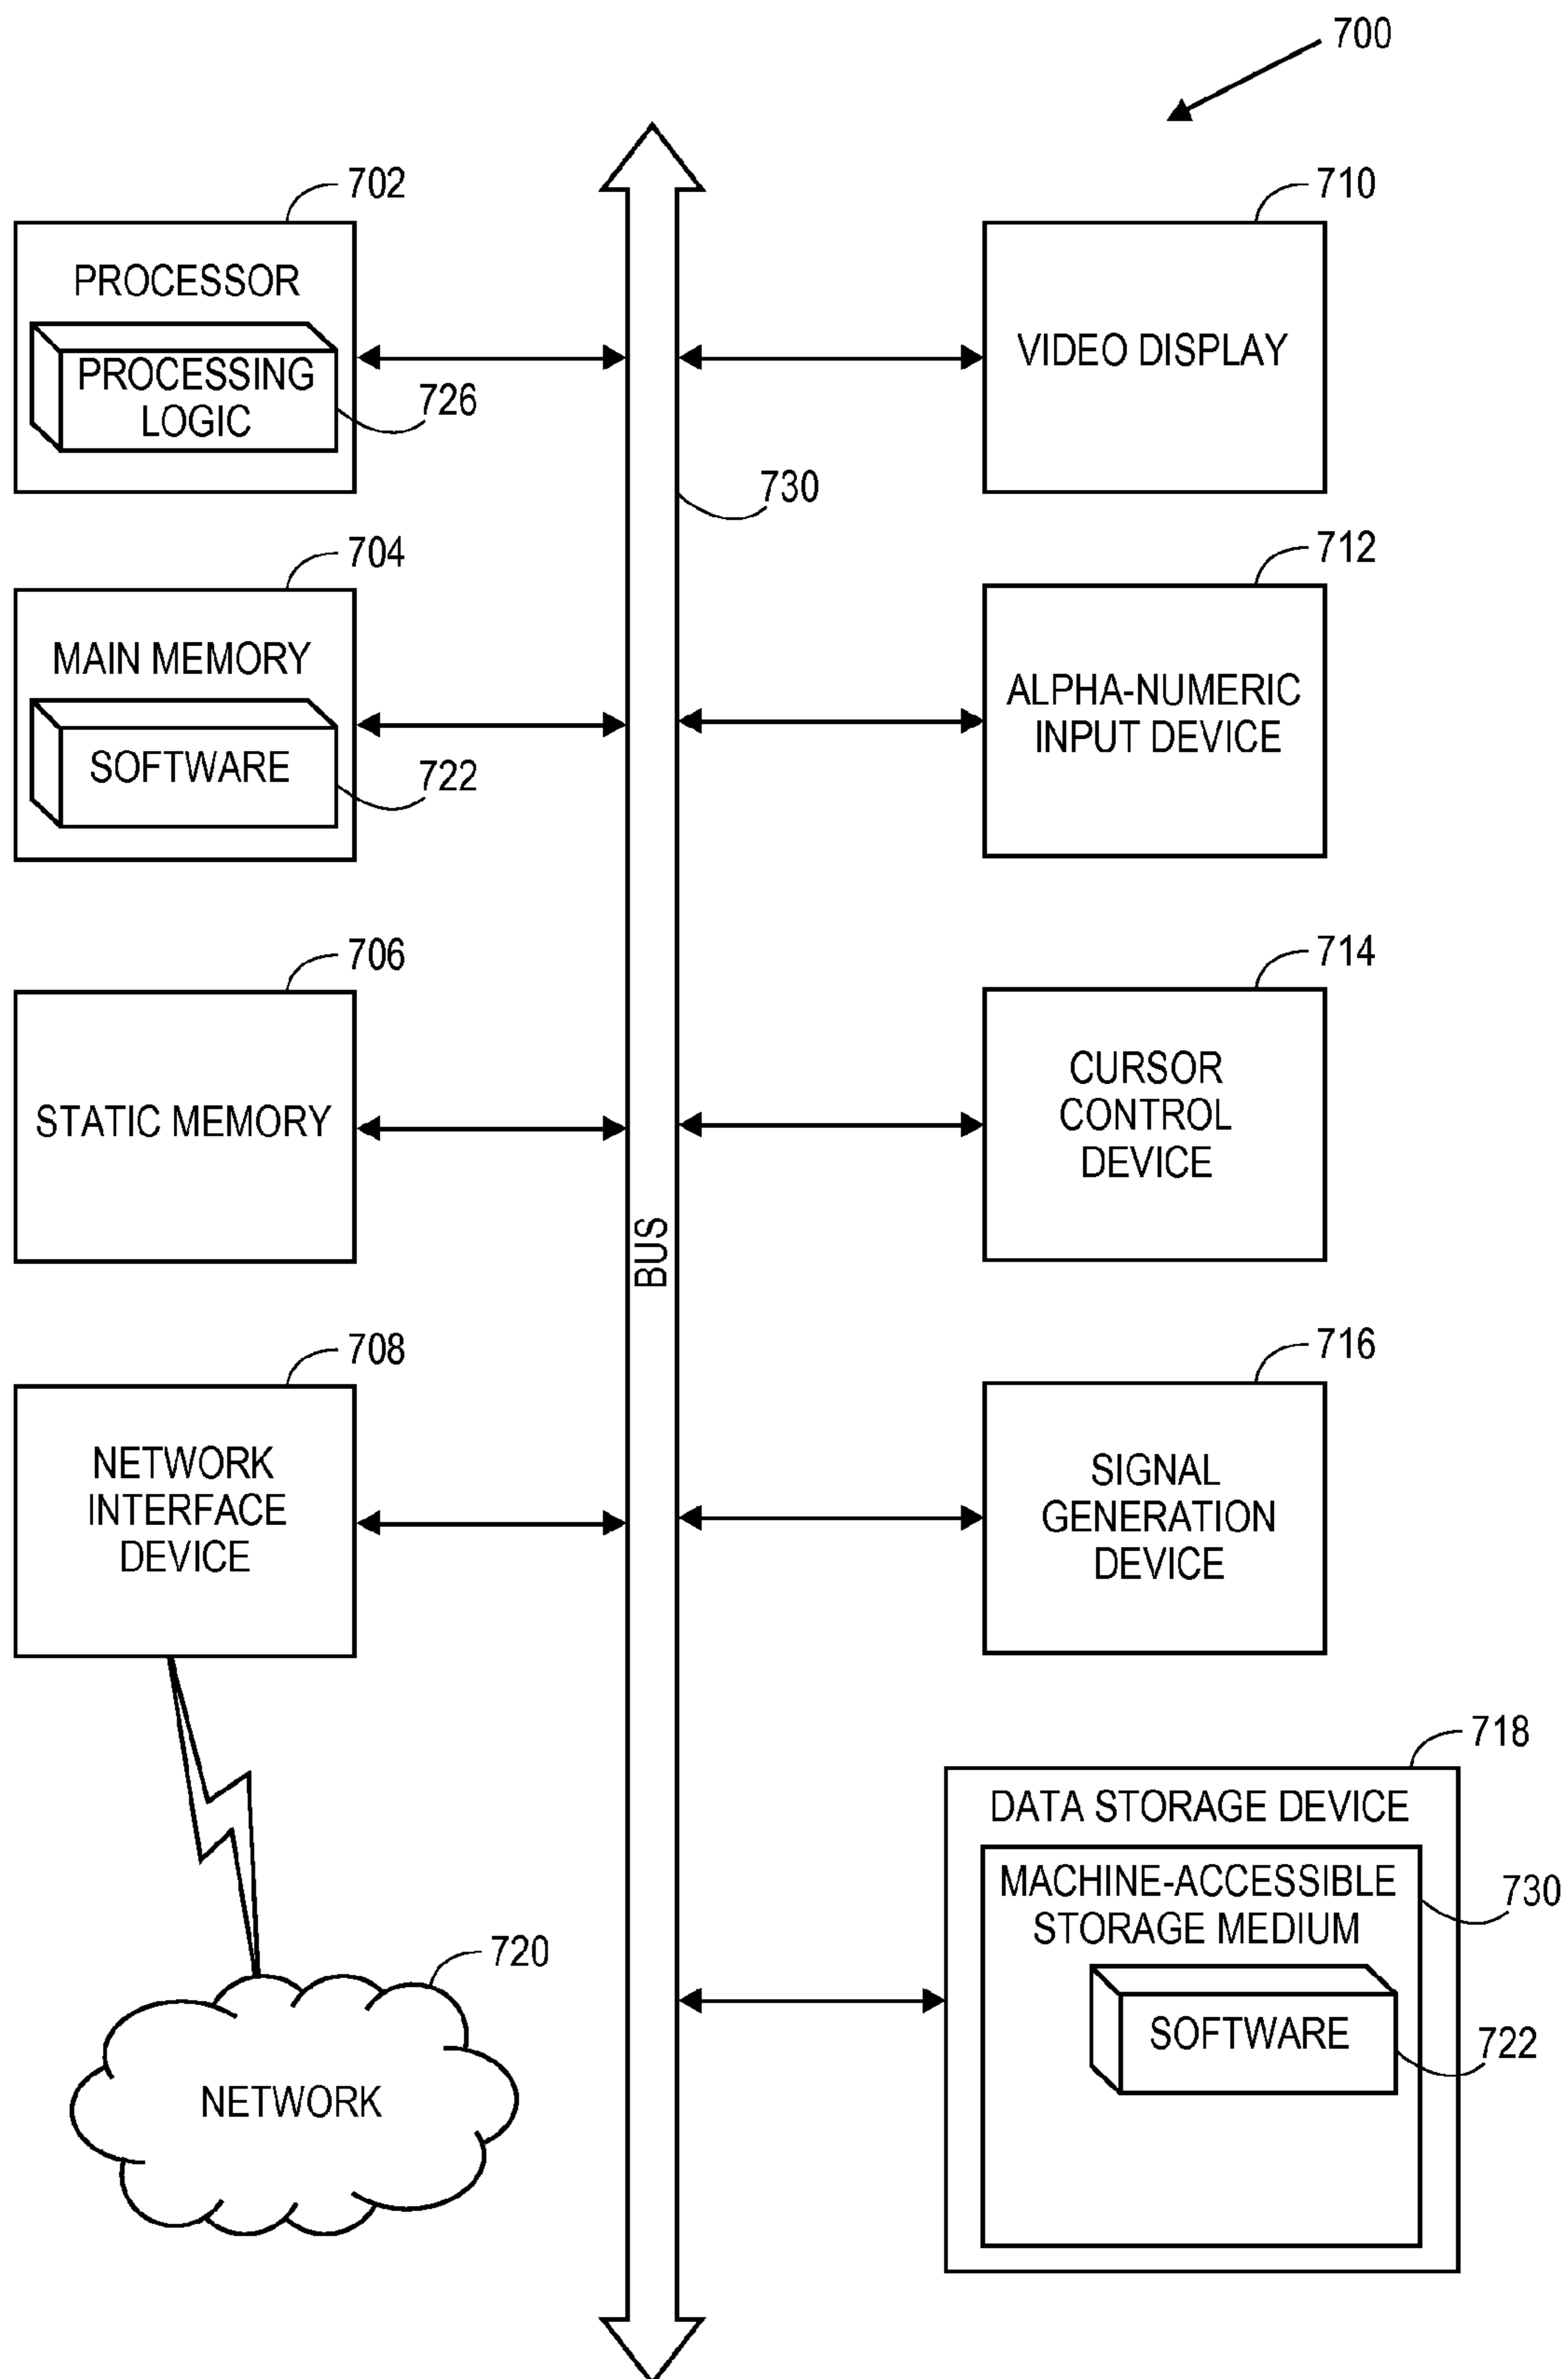 700
702
PROCESSOR
PROCESSING
LOGIC
726
710
VIDEO DISPLAY
730
704
MAIN MEMORY
SOFTWARE
722
712
ALPHA-NUMERIC
INPUT DEVICE
706
STATIC MEMORY
714
CURSOR
CONTROL
DEVICE
BUS
708
NETWORK
INTERFACE
DEVICE
716
SIGNAL
GENERATION
DEVICE
718
DATA STORAGE DEVICE
MACHINE-ACCESSIBLE
STORAGE MEDIUM
730
SOFTWARE
722
720
NETWORK